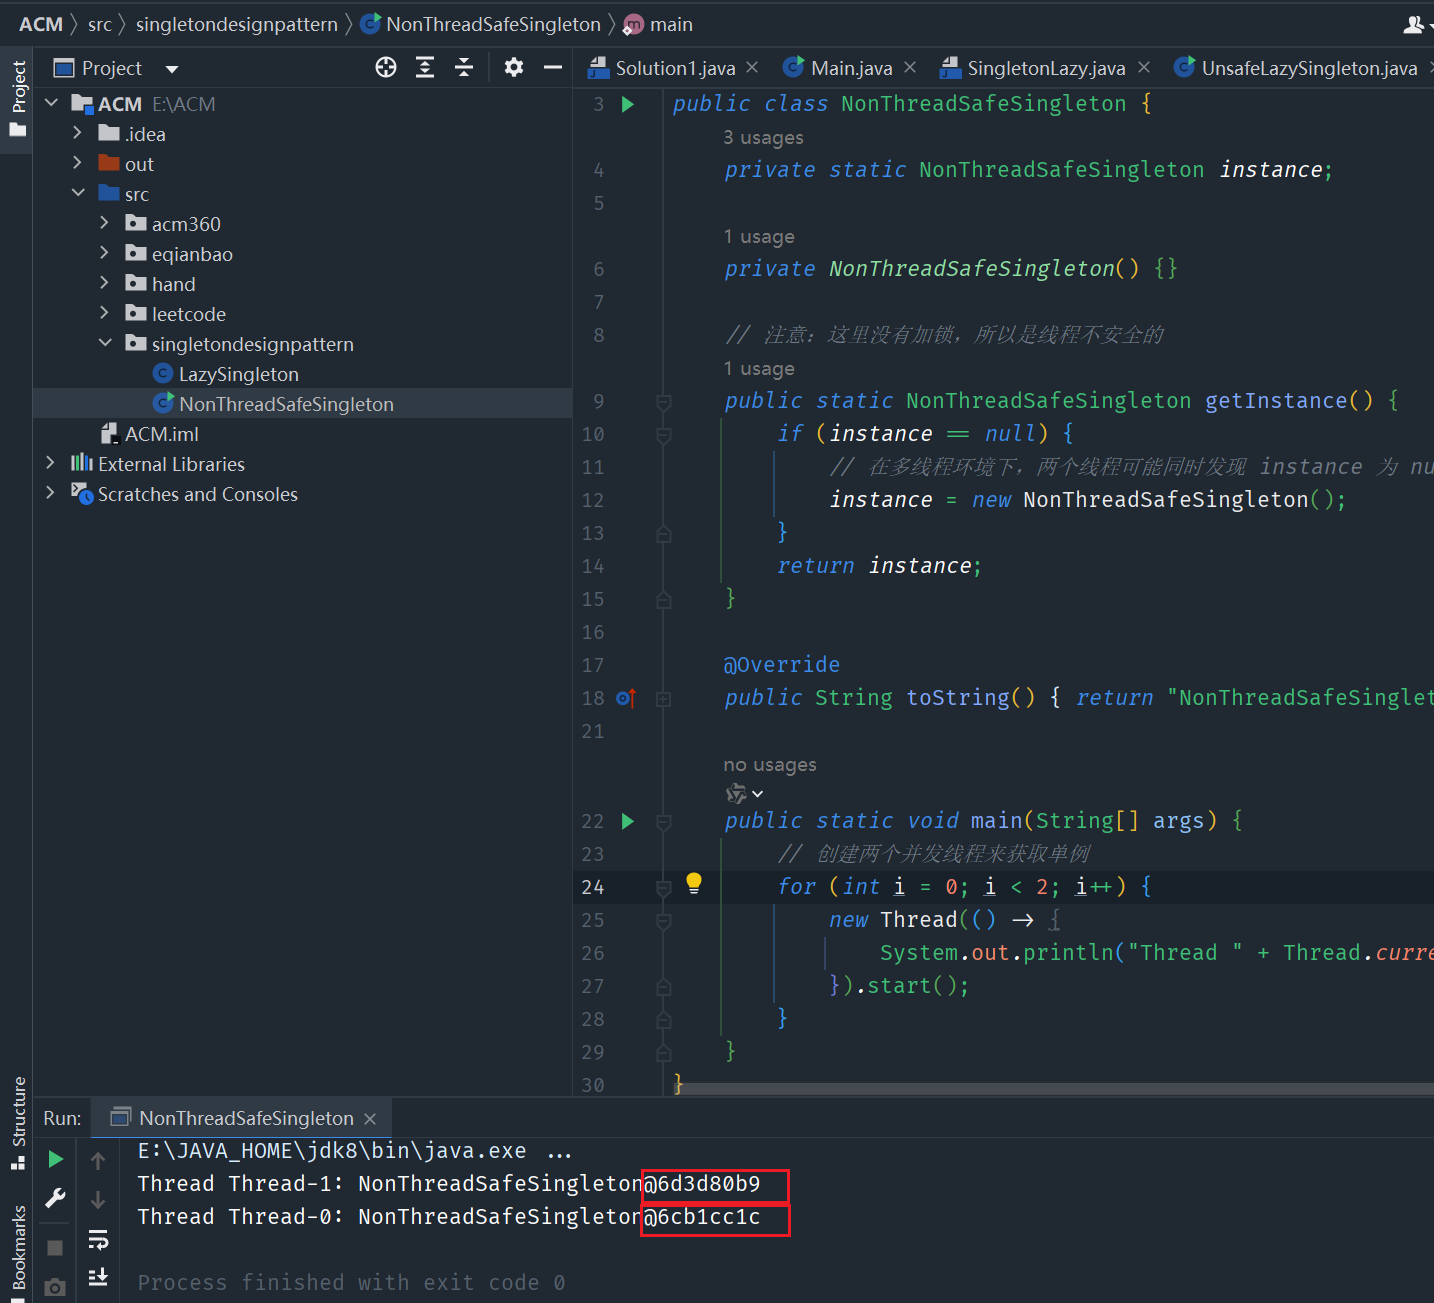 ACM 〉 src 〉 singletondesignpattern 〉 NonThreadSafeSingleton 〉 main
Project
Solution1.java Main.java SingletonLazy.java UnsafeLazySingleton.java
Project
ACM E:\ACM
.idea
out
src
acm360
eqianbao
hand
leetcode
singletondesignpattern
LazySingleton
NonThreadSafeSingleton
ACM.iml
External Libraries
Scratches and Consoles
3 public class NonThreadSafeSingleton {
3 usages
4 private static NonThreadSafeSingleton instance;
5
1 usage
6 private NonThreadSafeSingleton() {}
7
8 // 注意：这里没有加锁，所以是线程不安全的
1 usage
9 public static NonThreadSafeSingleton getInstance() {
10 if (instance == null) {
11 // 在多线程环境下，两个线程可能同时发现 instance 为 nu
12 instance = new NonThreadSafeSingleton();
13 }
14 return instance;
15 }
16
17 @Override
18 public String toString() { return "NonThreadSafeSinglet
21
no usages
22 public static void main(String[] args) {
23 // 创建两个并发线程来获取单例
24 for (int i = 0; i < 2; i++) {
25 new Thread(() -> {
26 System.out.println("Thread " + Thread.curre
27 }).start();
28 }
29 }
30 }
Structure
Bookmarks
Run: NonThreadSafeSingleton
E:\JAVA_HOME\jdk8\bin\java.exe ...
Thread Thread-1: NonThreadSafeSingleton@6d3d80b9
Thread Thread-0: NonThreadSafeSingleton@6cb1cc1c
Process finished with exit code 0